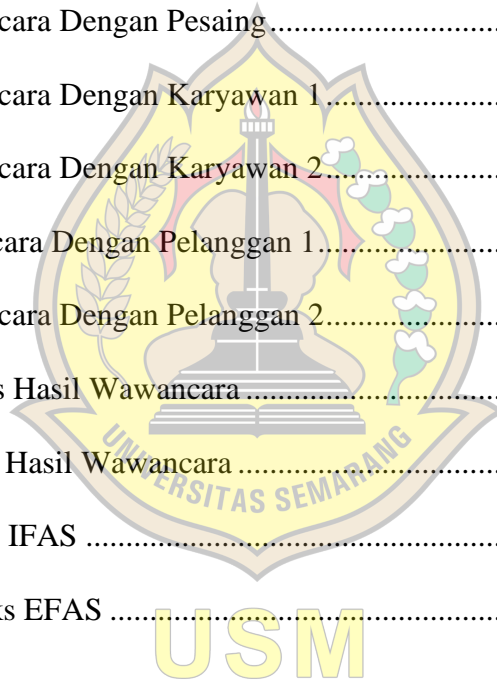 cara Dengan Pesaing.......................
cara Dengan Karyawan 1.......................
cara Dengan Karyawan 2.......................
cara Dengan Pelanggan 1.......................
cara Dengan Pelanggan 2.......................
s Hasil Wawancara.......................
Hasil Wawancara.......................
UNIVERSITAS SEMARANG
IFAS.......................
ks EFAS.......................
USM